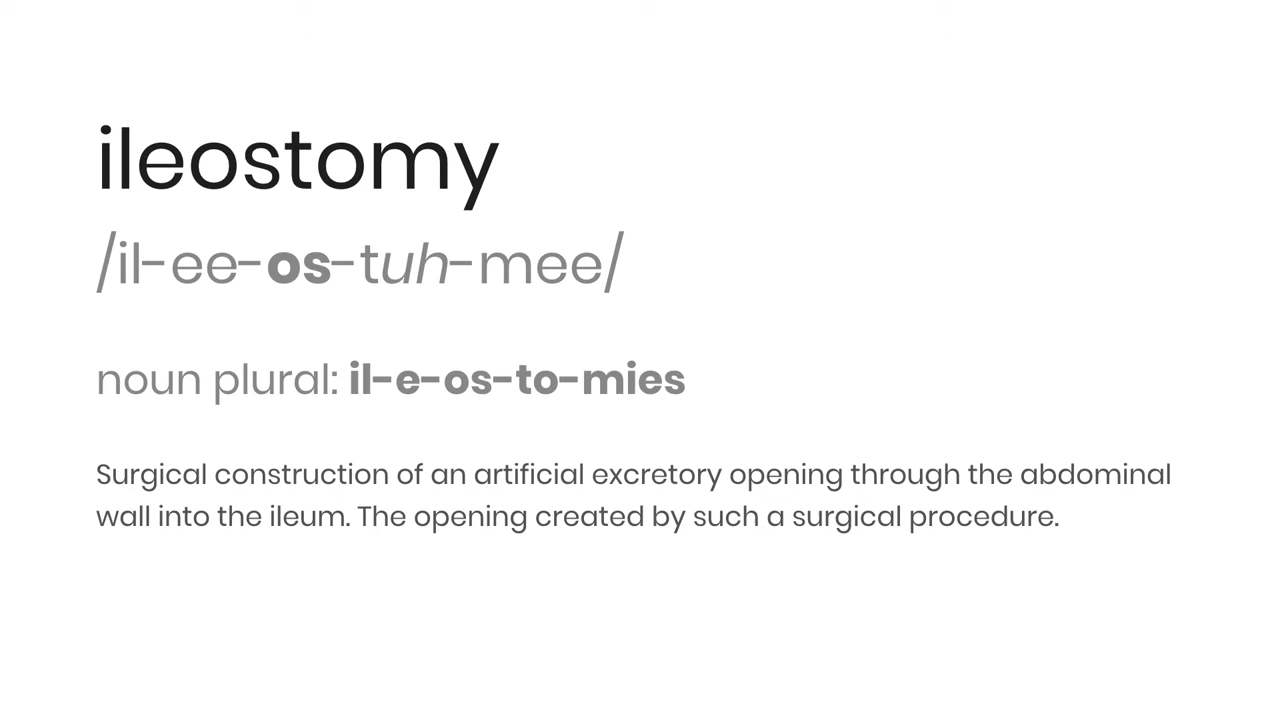 ileostomy
/il-ee-os-tuh-mee/
noun plural: il-e-os-to-mies
Surgical construction of an artificial excretory opening through the abdominal
wall into the ileum. The opening created by such a surgical procedure.